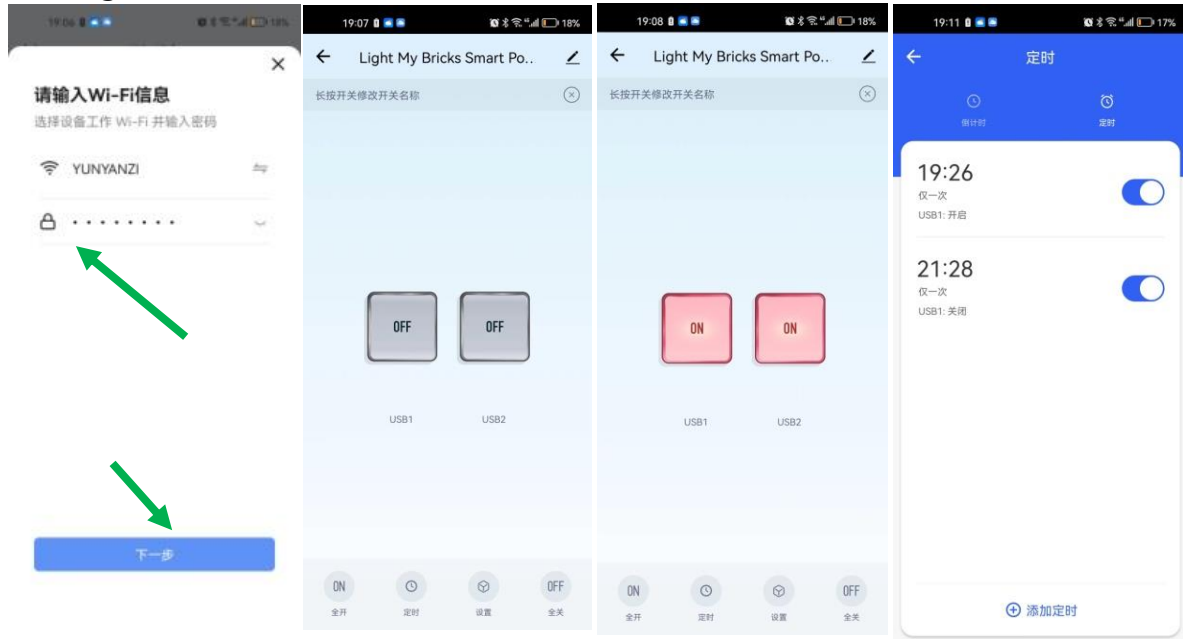 19:06 18%
请输入Wi-Fi信息
选择设备工作 Wi-Fi 并输入密码
YUNYANZI
下一步
19:07 18%
Light My Bricks Smart Po..
长按开关修改开关名称
OFF OFF
USB1 USB2
ON OFF
全开 定时 设置 全关
19:08 18%
Light My Bricks Smart Po..
长按开关修改开关名称
ON ON
USB1 USB2
ON OFF
全开 定时 设置 全关
19:11 17%
定时
倒计时 定时
19:26
仅一次
USB1: 开启
21:28
仅一次
USB1: 关闭
添加定时